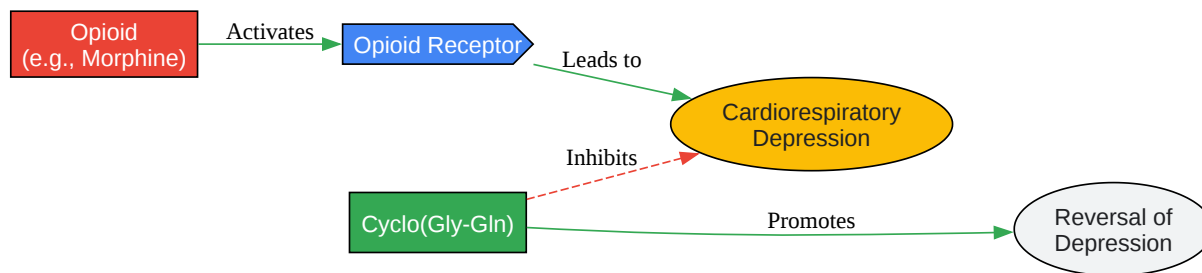 Opioid
(e.g., Morphine)
Activates
Opioid Receptor
Leads to
Cardiorespiratory
Depression
Inhibits
Cyclo(Gly-Gln)
Promotes
Reversal of
Depression